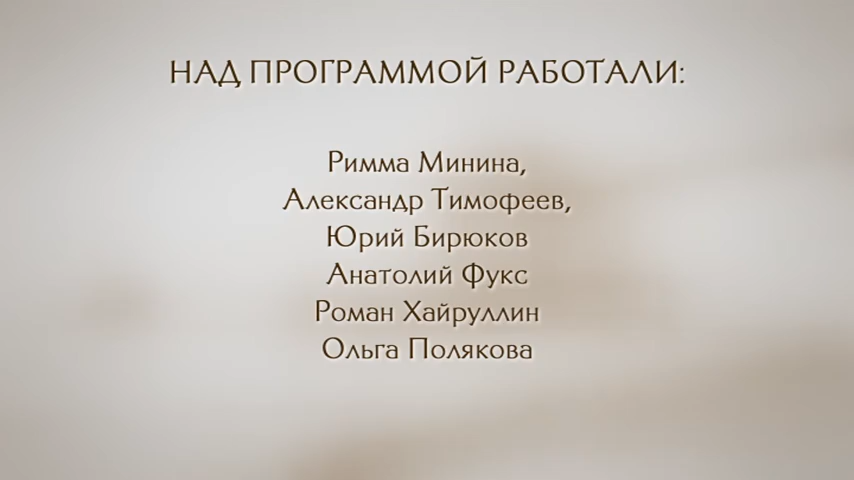 НАД ПРОГРАММОЙ РАБОТАЛИ:
Римма Минина,
Александр Тимофеев,
Юрий Бирюков
Анатолий Фукс
Роман Хайруллин
Ольга Полякова